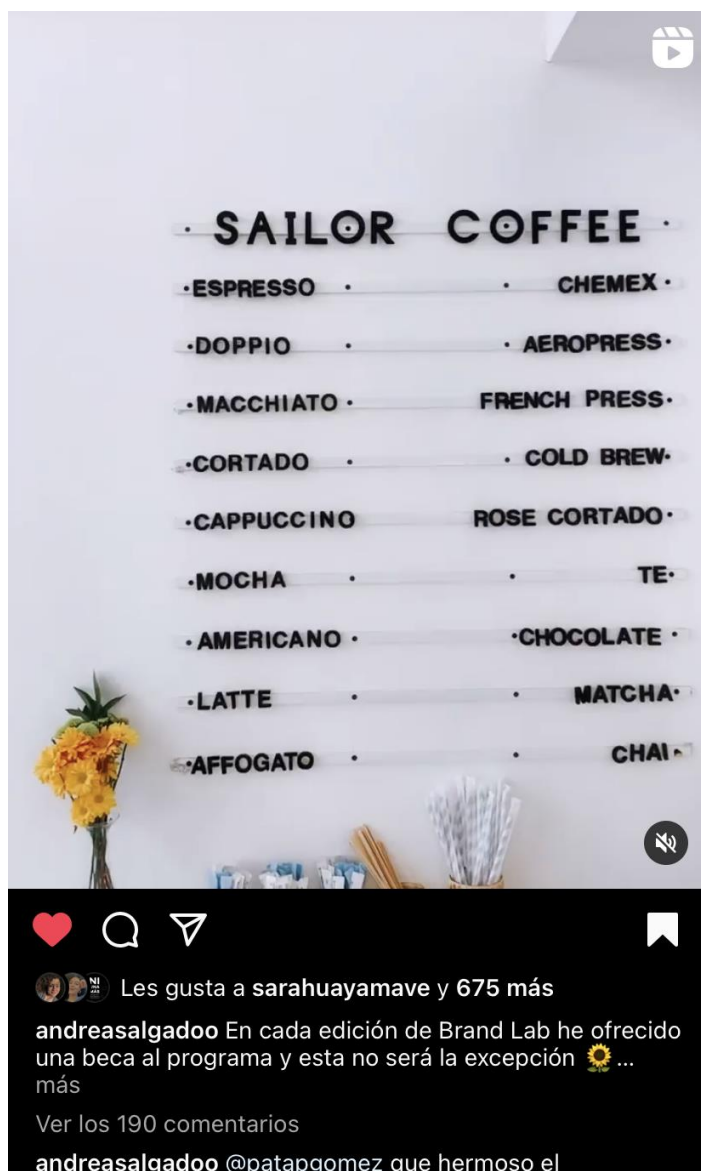 SAILOR COFFEE
·ESPRESSO · · CHEMEX·
·DOPPIO · · AEROPRESS·
·MACCHIATO · FRENCH PRESS·
·CORTADO · · COLD BREW·
·CAPPUCCINO ROSE CORTADO·
·MOCHA · · TE·
·AMERICANO · ·CHOCOLATE ·
·LATTE · · MATCHA·
·AFFOGATO · · CHAI·
Les gusta a sarahuayamave y 675 más
andreasalgadoo En cada edición de Brand Lab he ofrecido
una beca al programa y esta no será la excepción 🌻...
más
Ver los 190 comentarios
andreasalgadoo @patapgomez que hermoso el